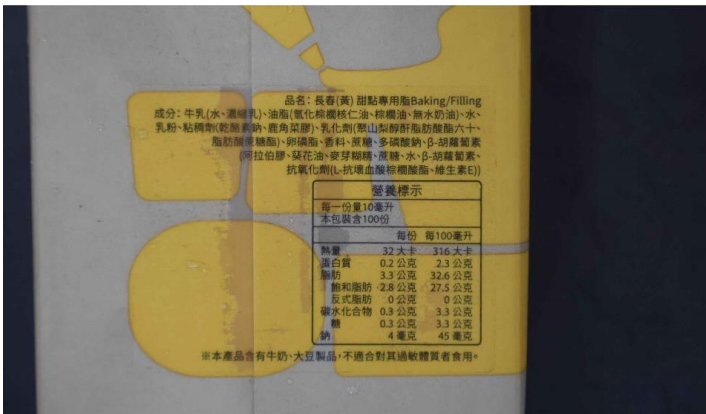 品名：長春(黃) 甜點專用脂Baking/Filling
成分：牛乳(水、濃縮乳)、油脂(氫化棕櫚核仁油、棕櫚油、無水奶油)、水、
乳粉、粘稠劑(乾酪素鈉、鹿角菜膠)、乳化劑(聚山梨醇酐脂肪酸酯六十、
脂肪酸蔗糖酯)、卵磷脂、香料、蔗糖、多磷酸鈉、β-胡蘿蔔素
(阿拉伯膠、葵花油、麥芽糊精、蔗糖、水、β-胡蘿蔔素、
抗氧化劑(L-抗壞血酸棕櫚酸酯、維生素E))
營養標示
每一份量10毫升
本包裝含100份
每份 每100毫升
熱量 32 大卡 316 大卡
蛋白質 0.2 公克 2.3 公克
脂肪 3.3 公克 32.6 公克
飽和脂肪 2.8 公克 27.5 公克
反式脂肪 0 公克 0 公克
碳水化合物 0.3 公克 3.3 公克
糖 0.3 公克 3.3 公克
鈉 4 毫克 45 毫克
※本產品含有牛奶、大豆製品，不適合對其過敏體質者食用。